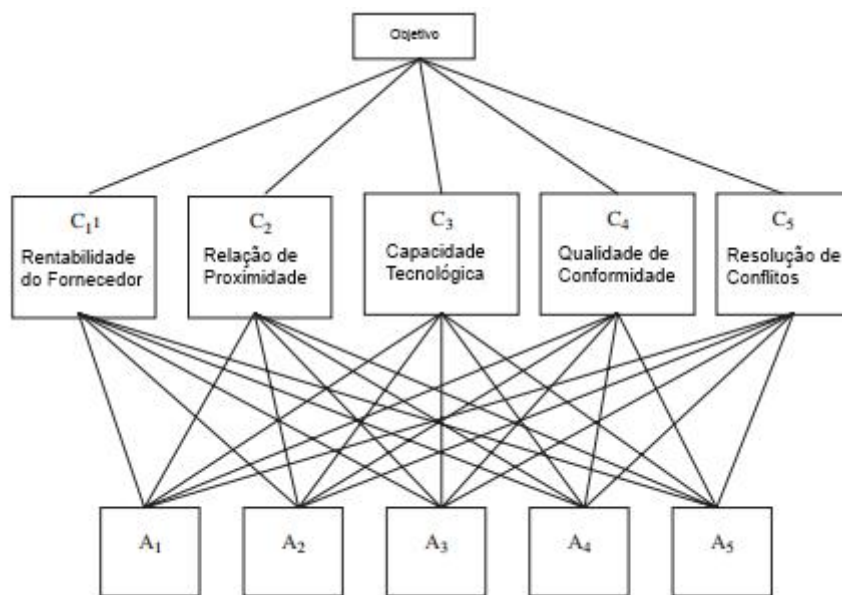 Objetivo
C₁1
Rentabilidade
do Fornecedor
C₂
Relação de
Proximidade
C₃
Capacidade
Tecnológica
C₄
Qualidade de
Conformidade
C₅
Resolução de
Conflitos
A₁
A₂
A₃
A₄
A₅